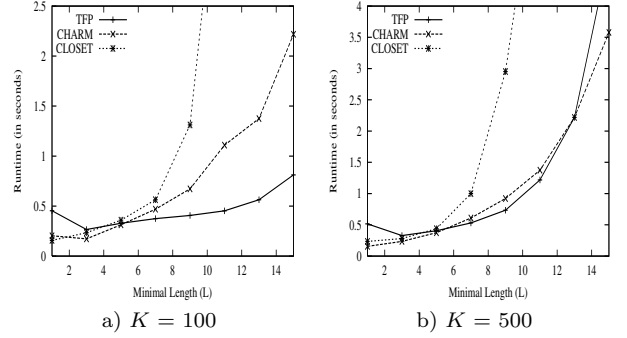 TFP
CHARM
CLOSET
Runtime (in seconds)
2.5
2
1.5
1
0.5
0
2 4 6 8 10 12 14
Minimal Length (L)
a) K = 100
TFP
CHARM
CLOSET
Runtime (in seconds)
4
3.5
3
2.5
2
1.5
1
0.5
0
2 4 6 8 10 12 14
Minimal Length (L)
b) K = 500